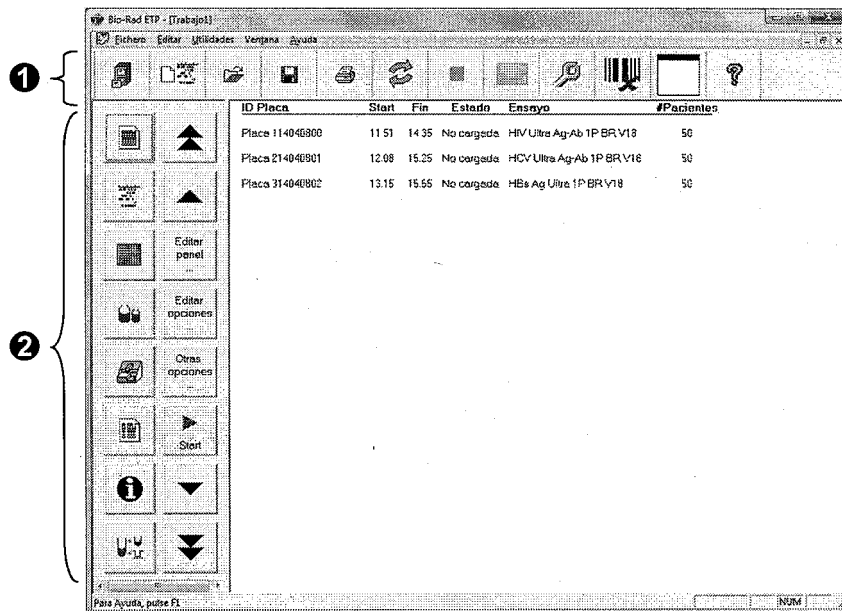 Bio-Rad ETP - [Trabajo1]
Fichero Editar Utilidades Ventana Ayuda
1
ID Placa Start Fin Estado Ensayo #Pacientes
Placa 114040800 11.51 14.35 No cargada HIV Ultra Ag-Ab 1P BR V18 50
Placa 214040801 12.08 15.25 No cargada HCV Ultra Ag-Ab 1P BR V16 50
Placa 314040802 13.15 15.55 No cargada HBs Ag Ultra 1P BR V18 50
2
Editar
panel
...
Editar
opciones
...
Otras
opciones
...
Start
Para Ayuda, pulse F1
NUM